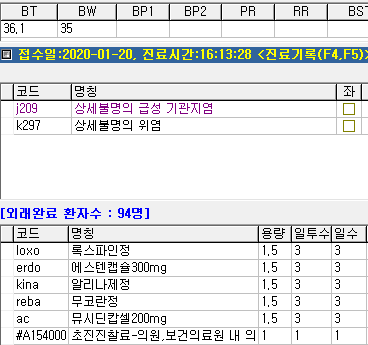 BT BW BP1 BP2 PR RR BST
36.1 35
접수일:2020-01-20, 진료시간:16:13:28 <진료기록(F4,F5)>
코드 명칭 좌
j209 상세불명의 급성 기관지염
k297 상세불명의 위염
[외래완료 환자수 : 94명]
코드 명칭 용량 일투수 일수
loxo 록스파인정 1.5 3 3
erdo 에스텐캡슐300mg 1.5 3 3
kina 알리나제정 1.5 3 3
reba 무코란정 1.5 3 3
ac 뮤시딘캅셀200mg 1.5 3 3
#A154000 초진진찰료-의원,보건의료원 내 의 1 1 1